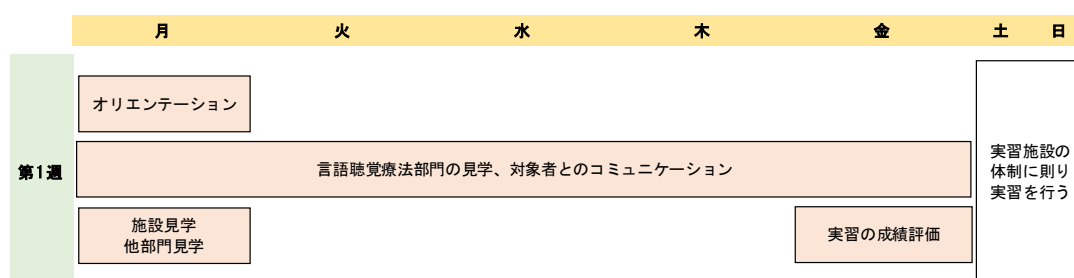 月 火 水 木 金 土 日
第1週
オリエンテーション
言語聴覚療法部門の見学、対象者とのコミュニケーション
施設見学
他部門見学
実習の成績評価
実習施設の
体制に則り
実習を行う